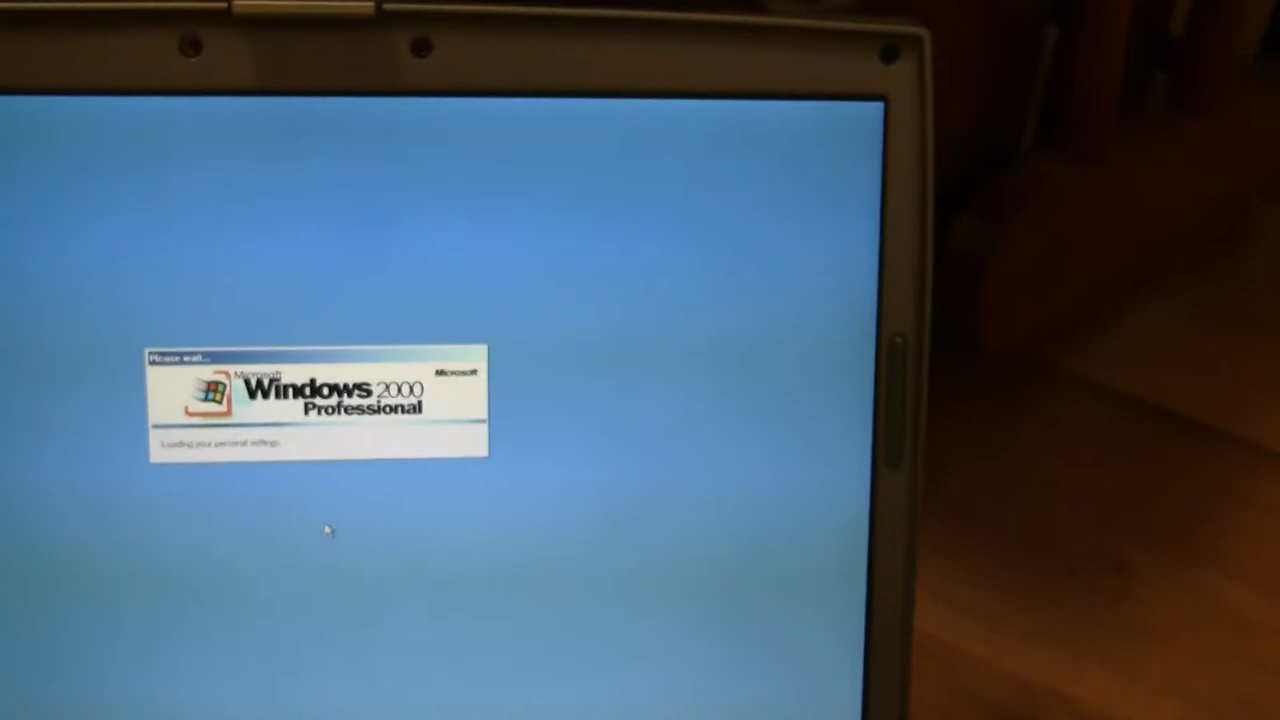 Please wait...
Microsoft
Microsoft
Windows 2000
Professional
Loading your personal settings